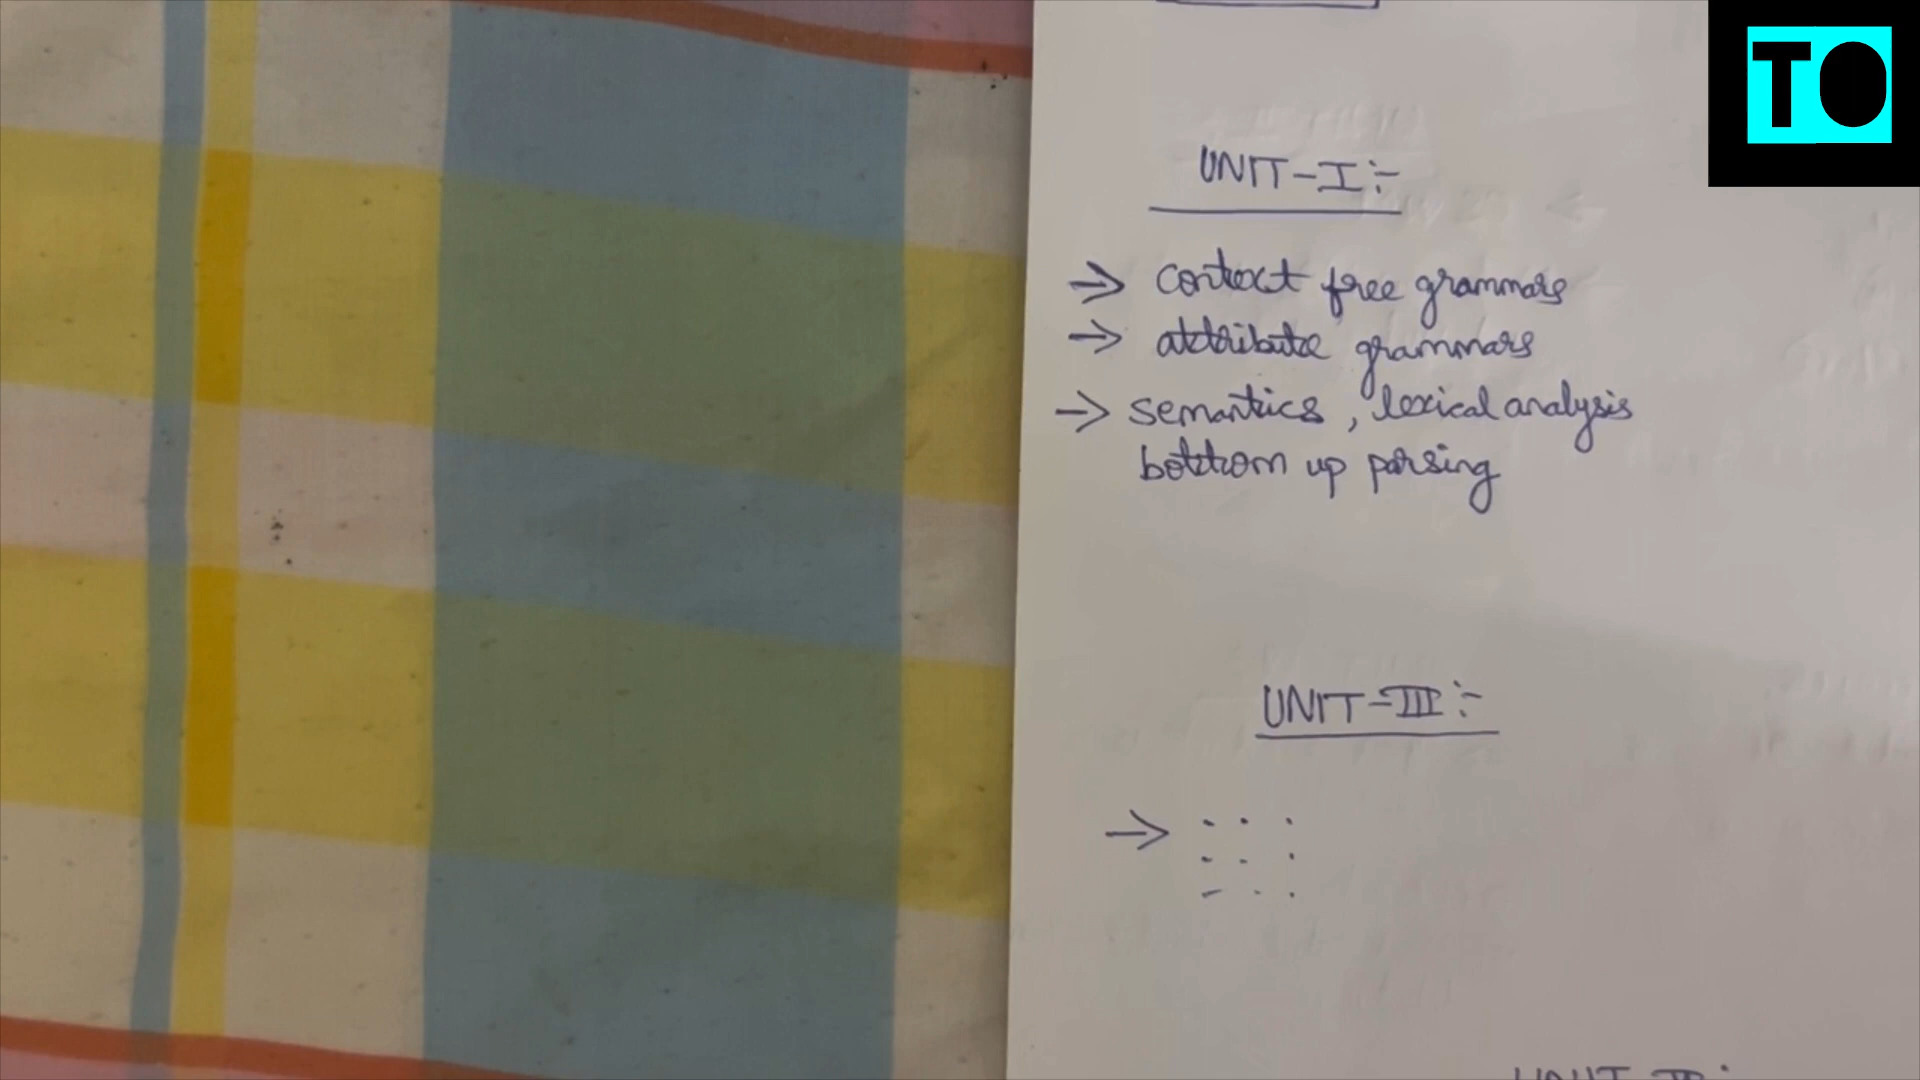 TO
UNIT-I :-
→ context free grammars
→ attribute grammars
→ semantics, lexical analysis
bottom up parsing
UNIT-III :-
→